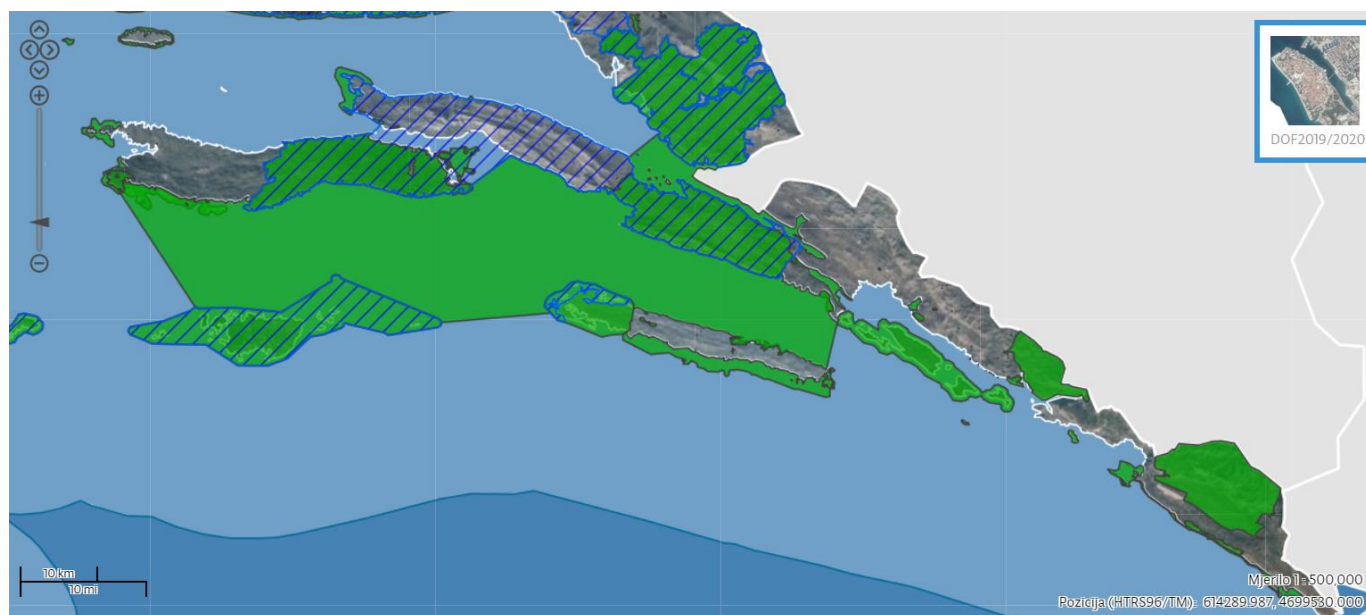 DOF2019/2020
10 km
10 mi
Mjerilo 1 : 500,000
Pozicija (HTRS96/TM): 614289.987, 4699530.000